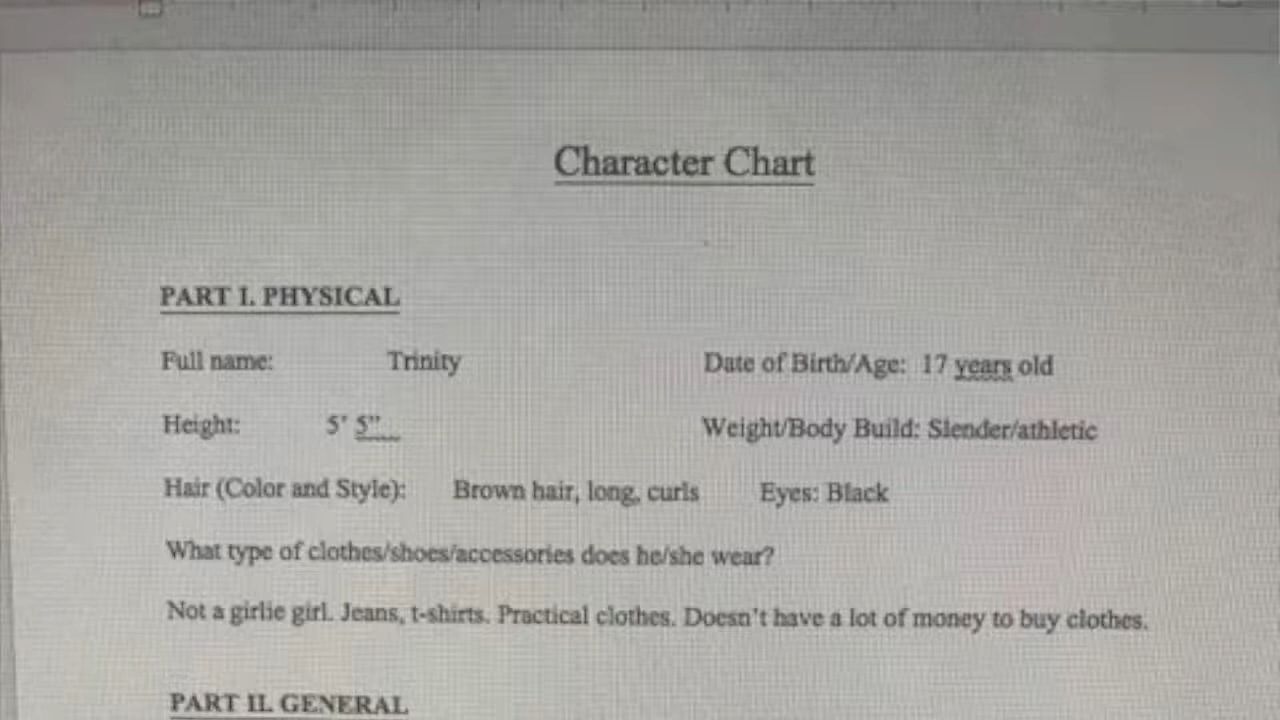 Character Chart
PART I. PHYSICAL
Full name: Trinity Date of Birth/Age: 17 years old
Height: 5' 5" Weight/Body Build: Slender/athletic
Hair (Color and Style): Brown hair, long, curls Eyes: Black
What type of clothes/shoes/accessories does he/she wear?
Not a girlie girl. Jeans, t-shirts. Practical clothes. Doesn't have a lot of money to buy clothes.
PART II. GENERAL